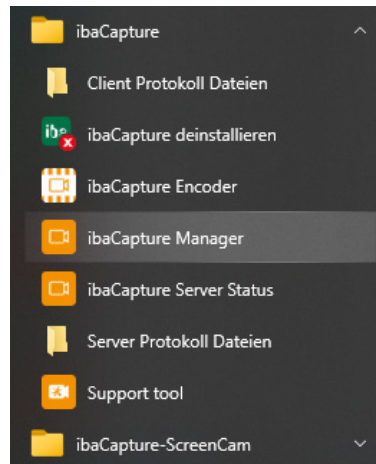 ibaCapture
Client Protokoll Dateien
ibaCapture deinstallieren
ibaCapture Encoder
ibaCapture Manager
ibaCapture Server Status
Server Protokoll Dateien
Support tool
ibaCapture-ScreenCam